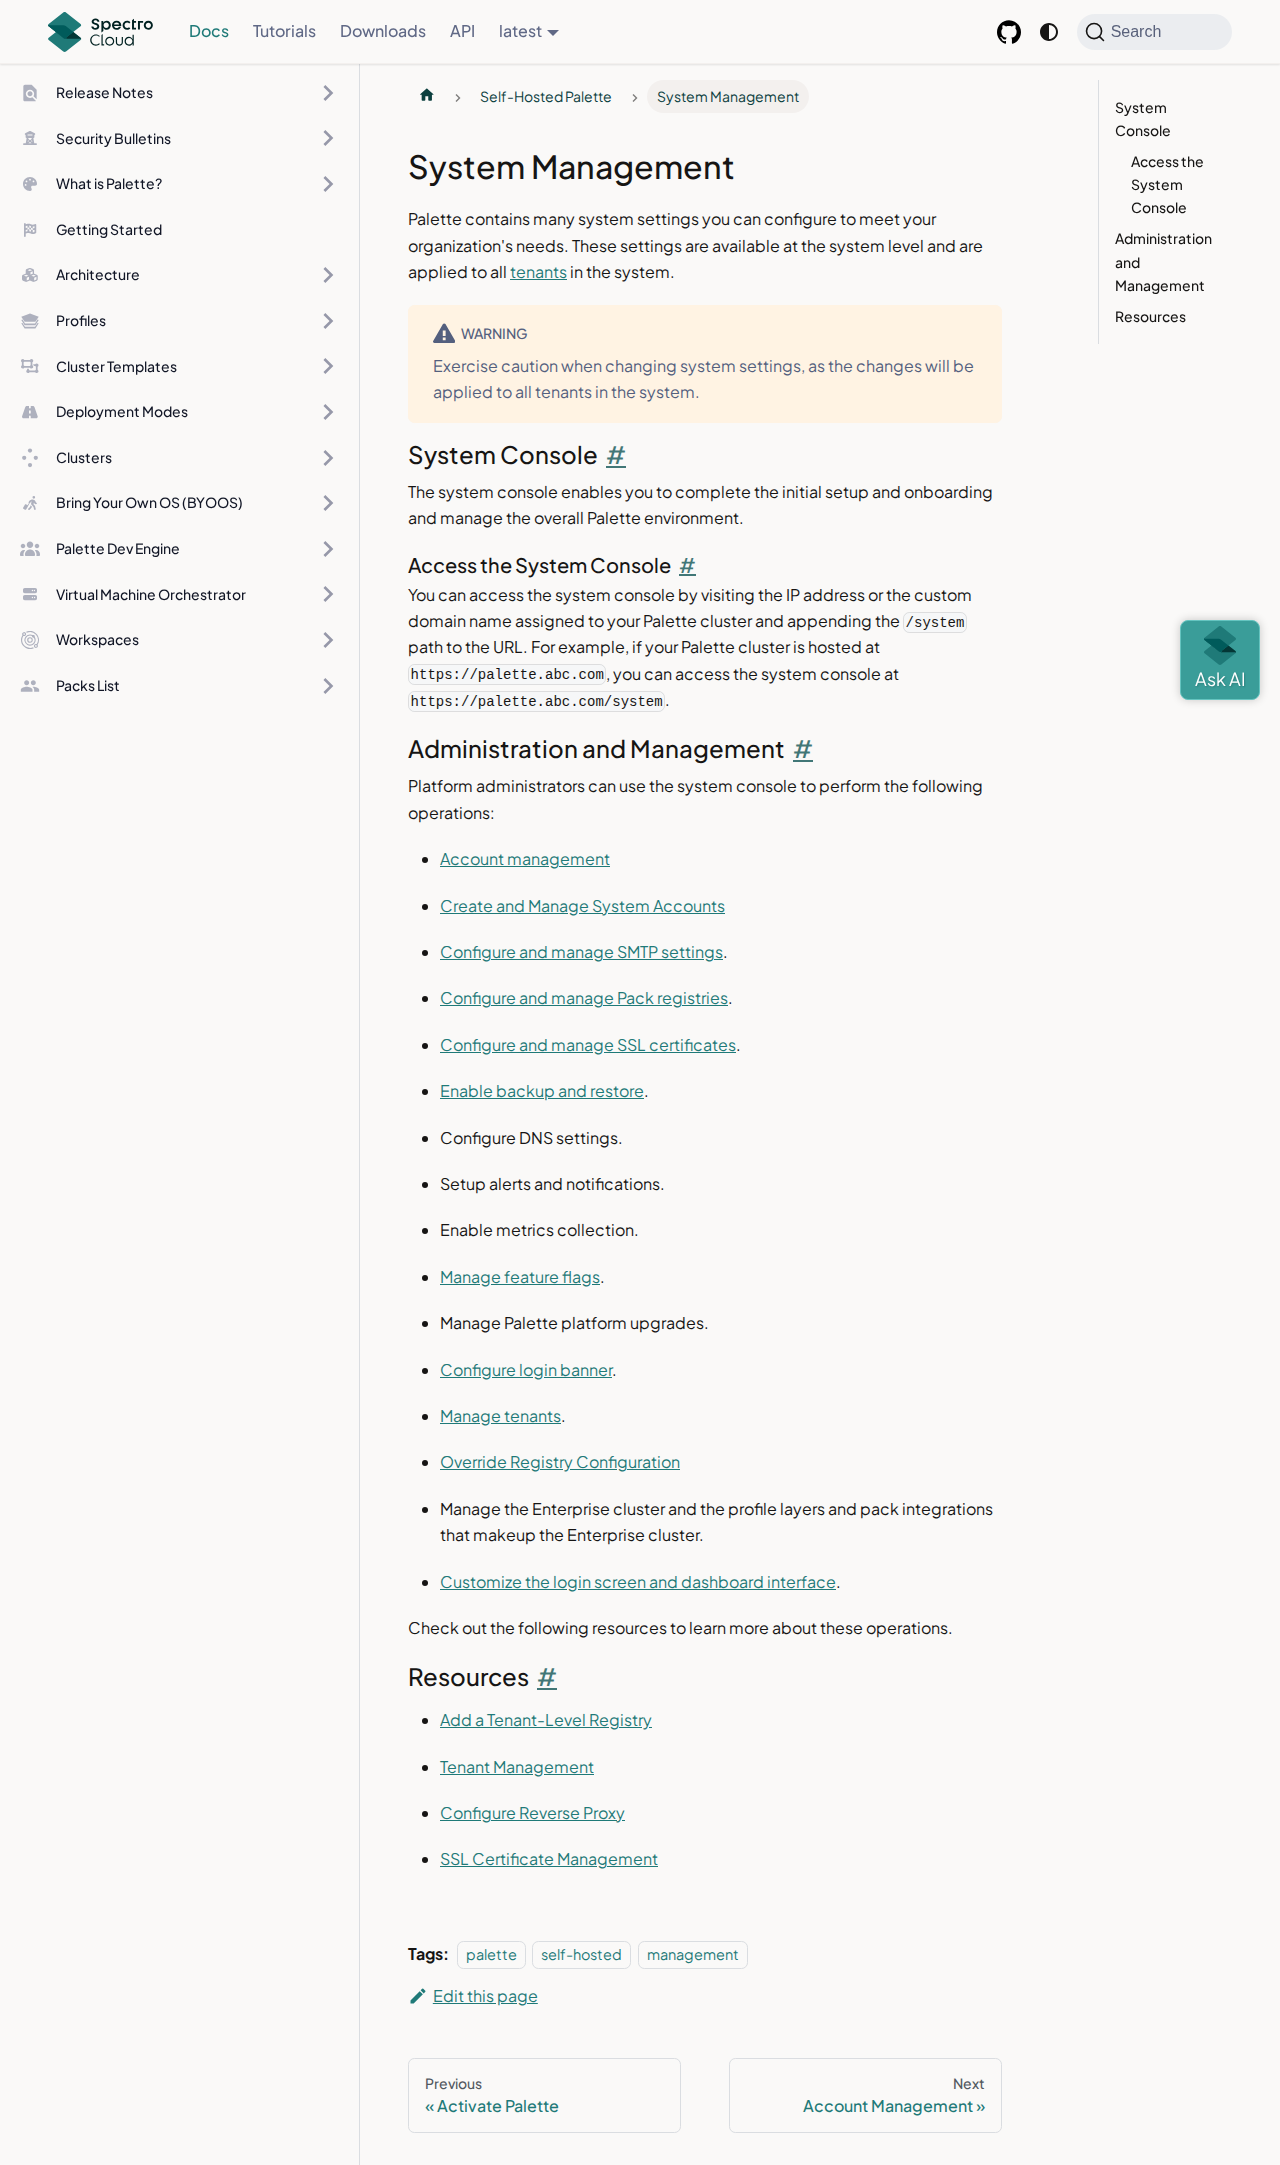 Spectro Cloud
Docs Tutorials Downloads API latest Search
Release Notes
Security Bulletins
What is Palette?
Getting Started
Architecture
Profiles
Cluster Templates
Deployment Modes
Clusters
Bring Your Own OS (BYOOS)
Palette Dev Engine
Virtual Machine Orchestrator
Workspaces
Packs List
Self-Hosted Palette System Management
System Management
Palette contains many system settings you can configure to meet your
organization's needs. These settings are available at the system level and are
applied to all tenants in the system.
WARNING
Exercise caution when changing system settings, as the changes will be
applied to all tenants in the system.
System Console #
The system console enables you to complete the initial setup and onboarding
and manage the overall Palette environment.
Access the System Console #
You can access the system console by visiting the IP address or the custom
domain name assigned to your Palette cluster and appending the /system
path to the URL. For example, if your Palette cluster is hosted at
https://palette.abc.com, you can access the system console at
https://palette.abc.com/system.
Administration and Management #
Platform administrators can use the system console to perform the following
operations:
Account management
Create and Manage System Accounts
Configure and manage SMTP settings.
Configure and manage Pack registries.
Configure and manage SSL certificates.
Enable backup and restore.
Configure DNS settings.
Setup alerts and notifications.
Enable metrics collection.
Manage feature flags.
Manage Palette platform upgrades.
Configure login banner.
Manage tenants.
Override Registry Configuration
Manage the Enterprise cluster and the profile layers and pack integrations
that makeup the Enterprise cluster.
Customize the login screen and dashboard interface.
Check out the following resources to learn more about these operations.
Resources #
Add a Tenant-Level Registry
Tenant Management
Configure Reverse Proxy
SSL Certificate Management
Tags: palette self-hosted management
Edit this page
Previous
« Activate Palette
Next
Account Management »
System
Console
Access the
System
Console
Administration
and
Management
Resources
Ask AI